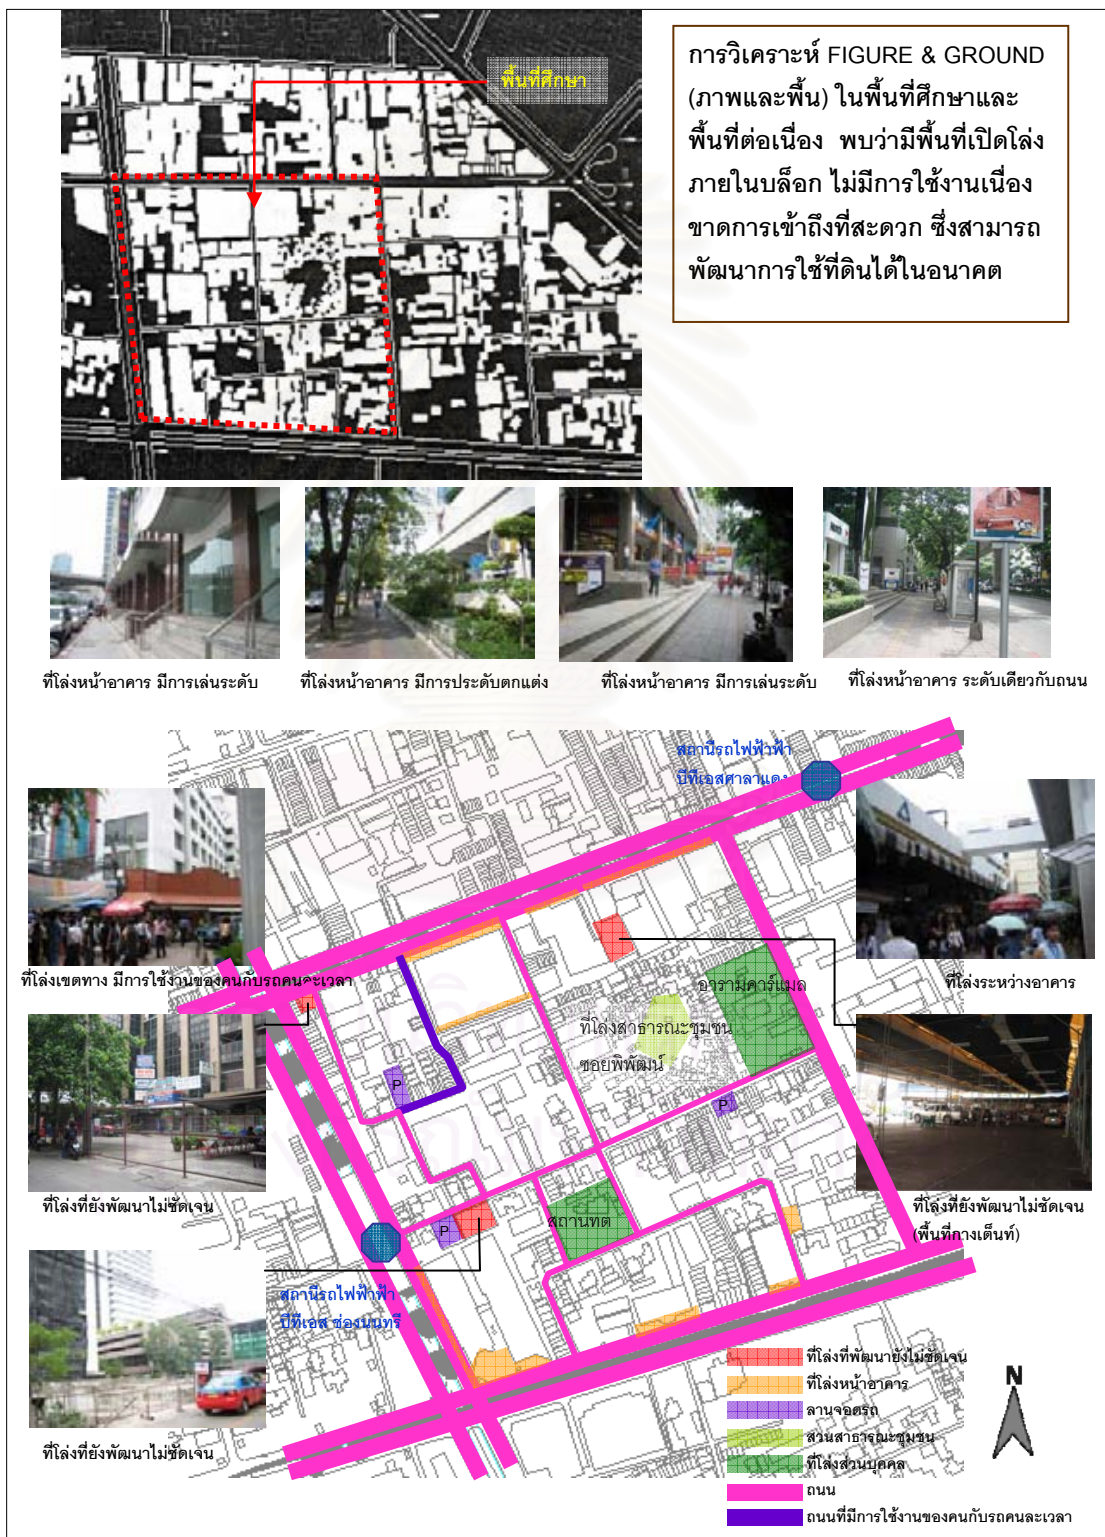 พื้นที่ศึกษา
การวิเคราะห์ FIGURE & GROUND
(ภาพและพื้น) ในพื้นที่ศึกษาและ
พื้นที่ต่อเนื่อง พบว่ามีพื้นที่เปิดโล่ง
ภายในบล็อก ไม่มีการใช้งานเนื่อง
ขาดการเข้าถึงที่สะดวก ซึ่งสามารถ
พัฒนาการใช้ที่ดินได้ในอนาคต
ที่โล่งหน้าอาคาร มีการเล่นระดับ
ที่โล่งหน้าอาคาร มีการประดับตกแต่ง
ที่โล่งหน้าอาคาร มีการเล่นระดับ
ที่โล่งหน้าอาคาร ระดับเดียวกับถนน
สถานีรถไฟฟ้าฟ้า
บีทีเอสศาลาแดง
ที่โล่งเขตทาง มีการใช้งานของคนกับรถคนละเวลา
ที่โล่งระหว่างอาคาร
อารามคาร์แมล
ที่โล่งสาธารณะชุมชน
ซอยพิพัฒน์
P
P
ที่โล่งที่ยังพัฒนาไม่ชัดเจน
ที่โล่งที่ยังพัฒนาไม่ชัดเจน
(พื้นที่กางเต็นท์)
สถานทูต
P
สถานีรถไฟฟ้าฟ้า
บีทีเอส ช่องนนทรี
ที่โล่งที่ยังพัฒนาไม่ชัดเจน
ที่โล่งที่พัฒนายังไม่ชัดเจน
ที่โล่งหน้าอาคาร
ลานจอดรถ
สวนสาธารณะชุมชน
ที่โล่งส่วนบุคคล
ถนน
ถนนที่มีการใช้งานของคนกับรถคนละเวลา
N